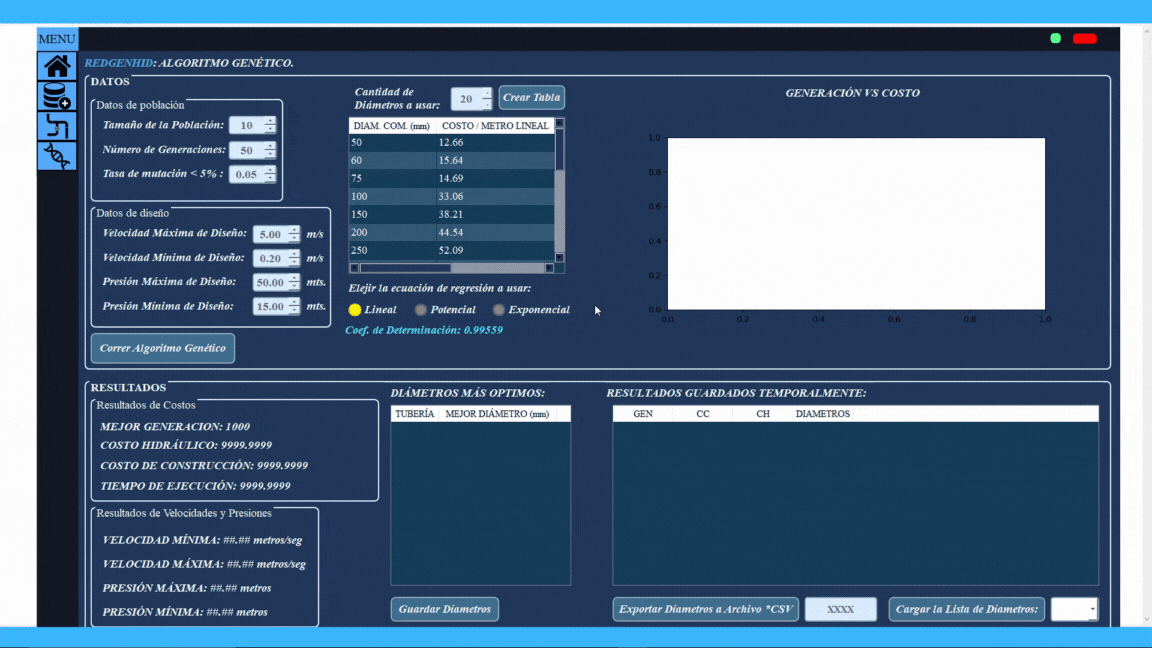 MENU
REDGENHID: ALGORITMO GENÉTICO.
DATOS
Datos de población
Tamaño de la Población: 10
Número de Generaciones: 50
Tasa de mutación < 5% : 0.05
Datos de diseño
Velocidad Máxima de Diseño: 5.00 m/s
Velocidad Mínima de Diseño: 0.20 m/s
Presión Máxima de Diseño: 50.00 mts.
Presión Mínima de Diseño: 15.00 mts.
Correr Algoritmo Genético
Cantidad de
Diámetros a usar: 20 Crear Tabla
DIAM. COM. (mm) COSTO / METRO LINEAL
50 12.66
60 15.64
75 14.69
100 33.06
150 38.21
200 44.54
250 52.09
Elejir la ecuación de regresión a usar:
Lineal Potencial Exponencial
Coef. de Determinación: 0.99559
GENERACIÓN VS COSTO
1.0
0.8
0.6
0.4
0.2
0.0
0.0 0.2 0.4 0.6 0.8 1.0
RESULTADOS
Resultados de Costos
MEJOR GENERACION: 1000
COSTO HIDRÁULICO: 9999.9999
COSTO DE CONSTRUCCIÓN: 9999.9999
TIEMPO DE EJECUCIÓN: 9999.9999
Resultados de Velocidades y Presiones
VELOCIDAD MÍNIMA: ##.## metros/seg
VELOCIDAD MÁXIMA: ##.## metros/seg
PRESIÓN MÁXIMA: ##.## metros
PRESIÓN MÍNIMA: ##.## metros
DIÁMETROS MÁS OPTIMOS:
TUBERÍA MEJOR DIÁMETRO (mm)
Guardar Diametros
RESULTADOS GUARDADOS TEMPORALMENTE:
GEN CC CH DIAMETROS
Exportar Diametros a Archivo *CSV XXXX Cargar la Lista de Diametros: